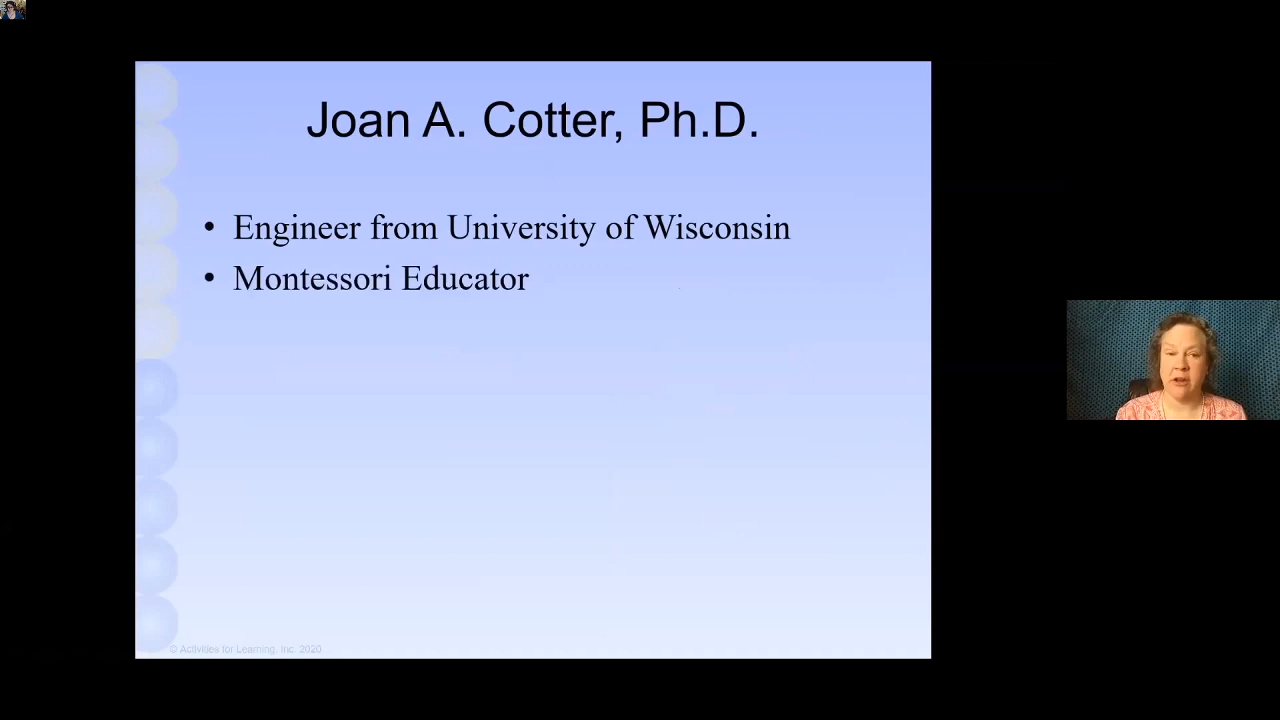 Joan A. Cotter, Ph.D.
• Engineer from University of Wisconsin
• Montessori Educator
© Activities for Learning, Inc. 2020